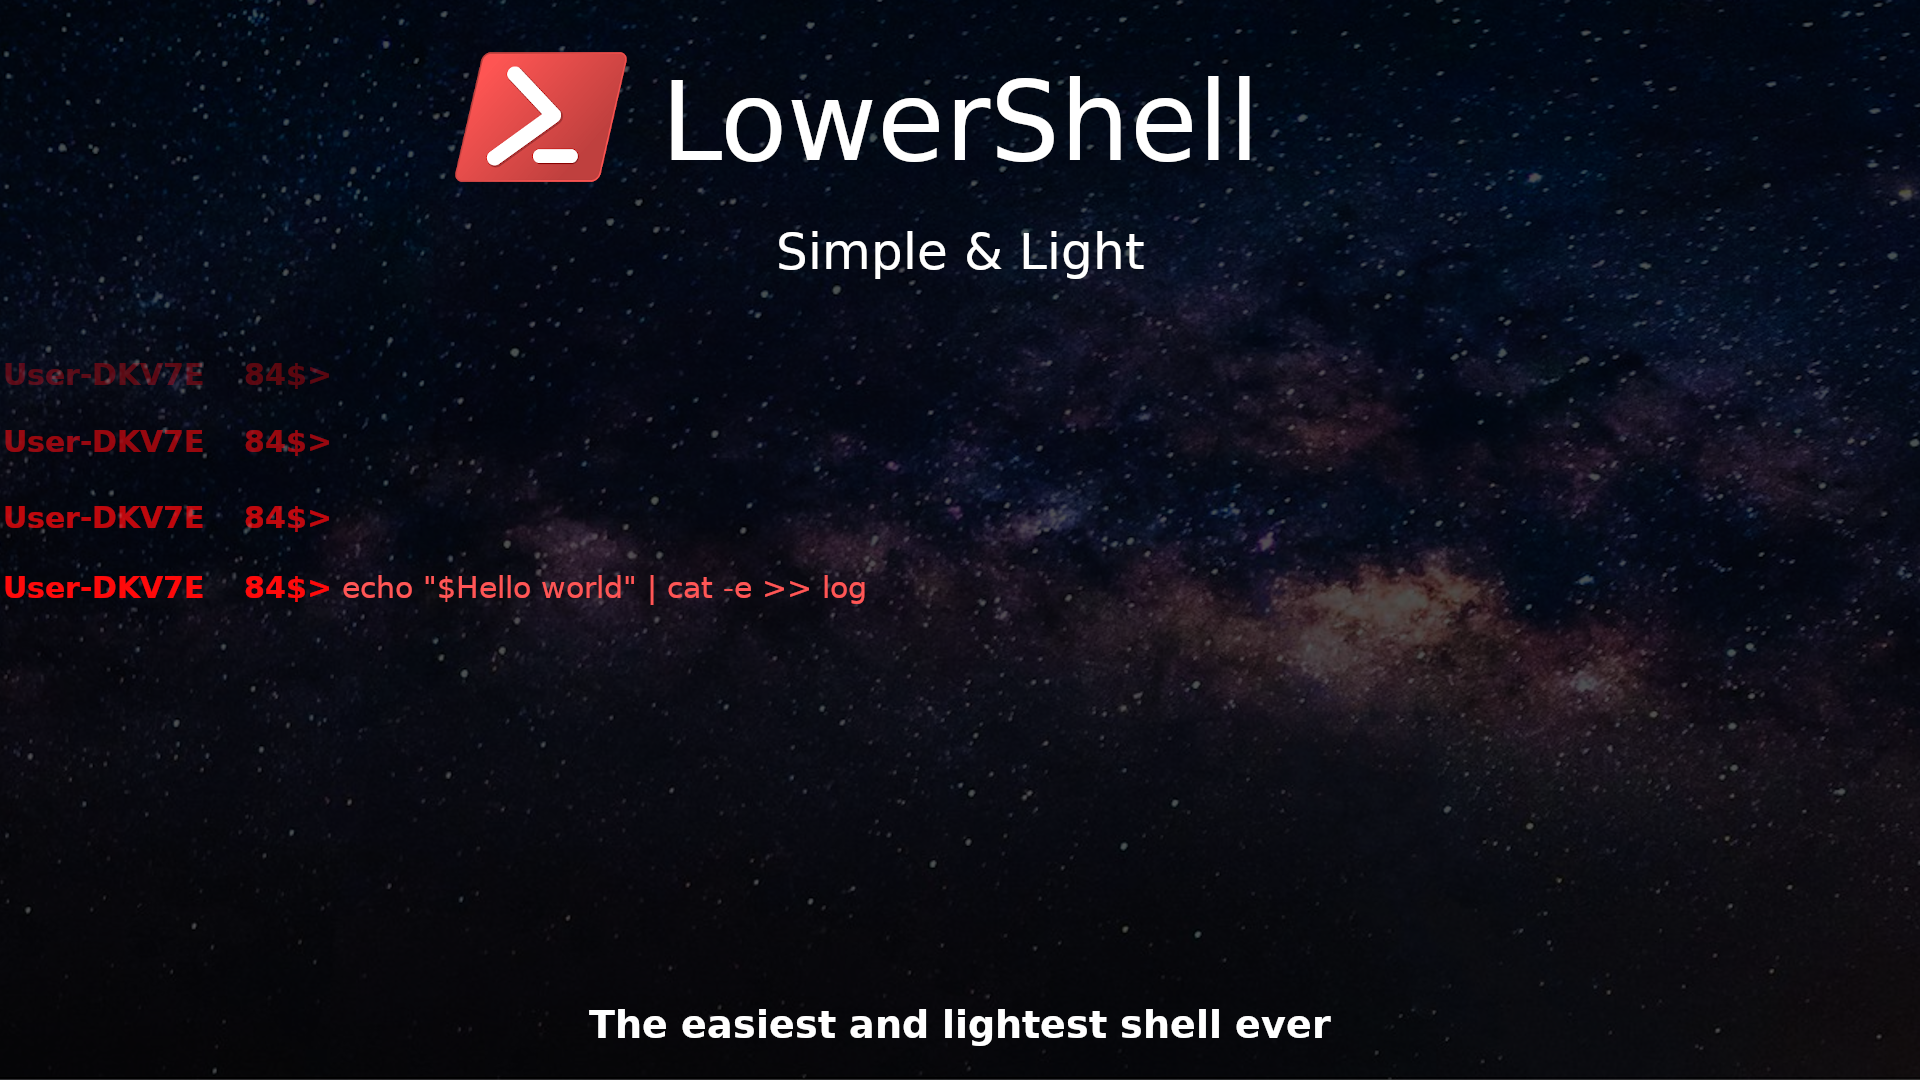 LowerShell
Simple & Light
User-DKV7E 84$>
User-DKV7E 84$>
User-DKV7E 84$>
User-DKV7E 84$> echo "$Hello world" | cat -e >> log
The easiest and lightest shell ever